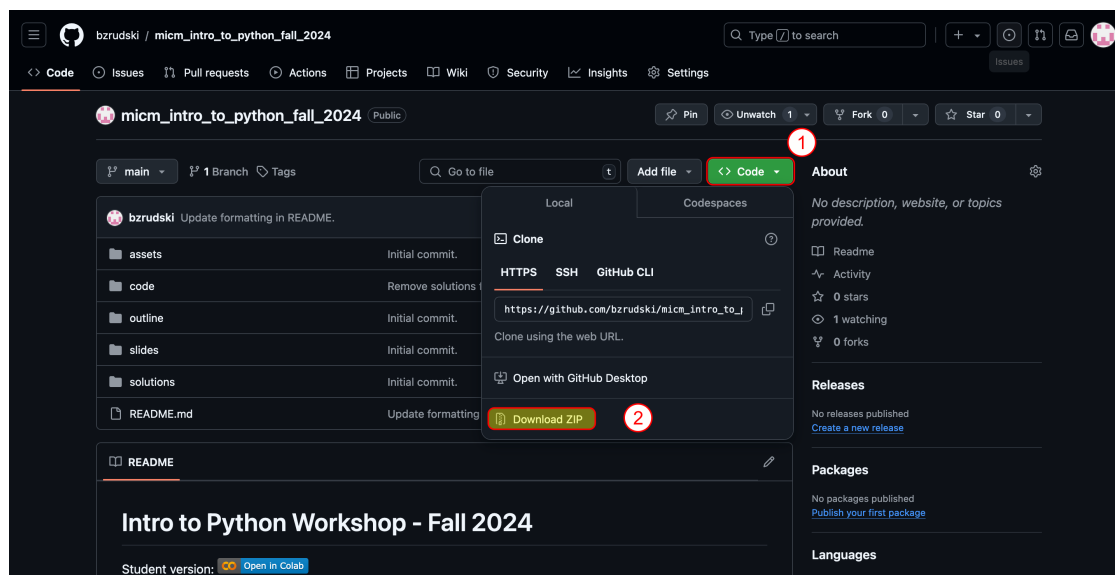 bzrudski / micm_intro_to_python_fall_2024
Type / to search
Code
Issues
Pull requests
Actions
Projects
Wiki
Security
Insights
Settings
Issues
micm_intro_to_python_fall_2024 Public
Pin
Unwatch 1
Fork 0
Star 0
1
main
1 Branch
Tags
Go to file t
Add file
Code
bzrudski Update formatting in README.
assets Initial commit.
code Remove solutions f
outline Initial commit.
slides Initial commit.
solutions Initial commit.
README.md Update formatting
Local
Codespaces
Clone
HTTPS SSH GitHub CLI
https://github.com/bzrudski/micm_intro_to_p
Clone using the web URL.
Open with GitHub Desktop
Download ZIP
2
README
Intro to Python Workshop - Fall 2024
Student version: CO Open in Colab
About
No description, website, or topics
provided.
Readme
Activity
0 stars
1 watching
0 forks
Releases
No releases published
Create a new release
Packages
No packages published
Publish your first package
Languages